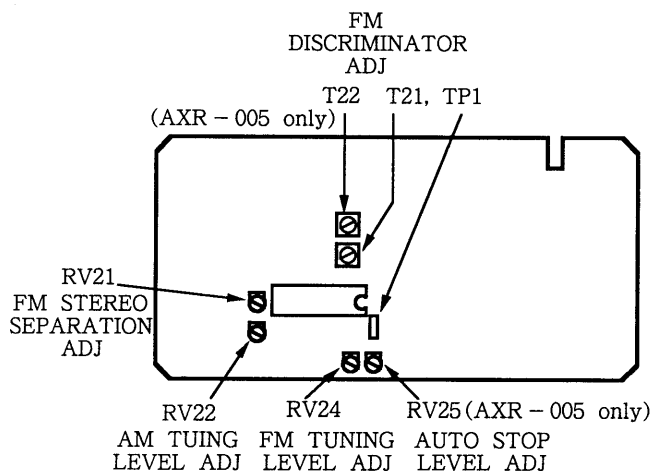 FM
DISCRIMINATOR
ADJ
T22 T21, TP1
(AXR-005 only)
RV21
FM STEREO
SEPARATION
ADJ
RV22 RV24 RV25(AXR-005 only)
AM TUING FM TUNING AUTO STOP
LEVEL ADJ LEVEL ADJ LEVEL ADJ